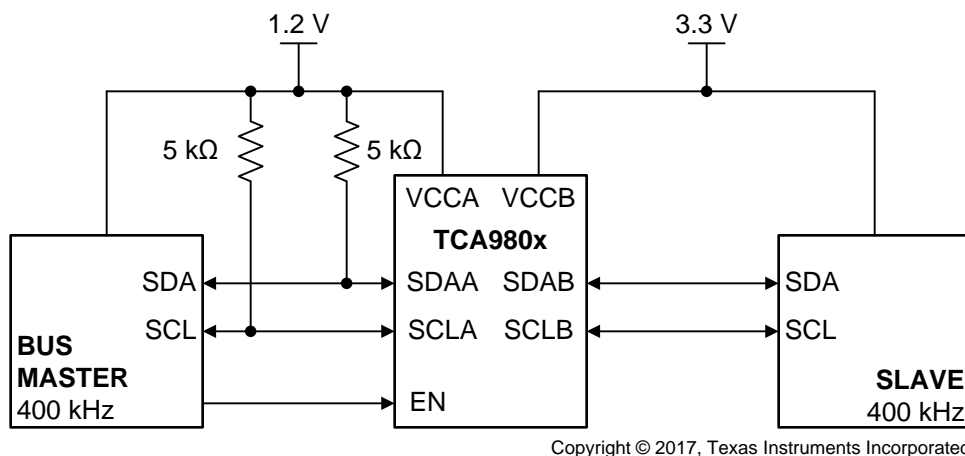 1.2 V
3.3 V
5 kΩ
5 kΩ
VCCA VCCB
TCA980x
SDA
SDAA SDAB
SDA
SCL
SCLA SCLB
SCL
BUS
MASTER
400 kHz
EN
SLAVE
400 kHz
Copyright © 2017, Texas Instruments Incorporated